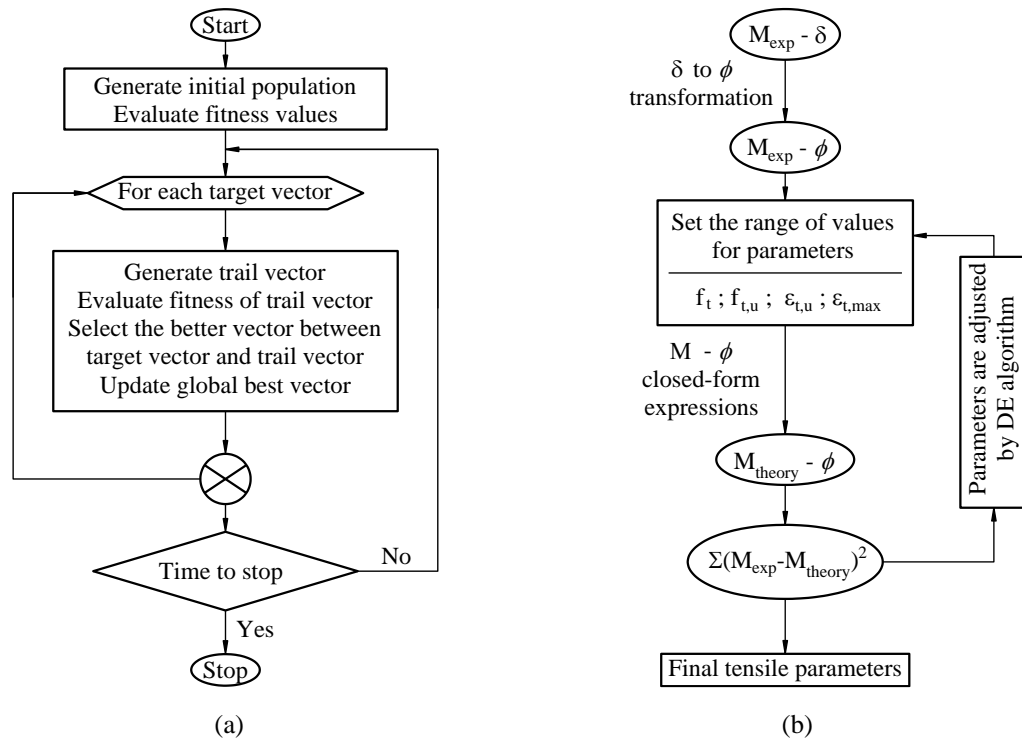 Start
Generate initial population
Evaluate fitness values
For each target vector
Generate trail vector
Evaluate fitness of trail vector
Select the better vector between
target vector and trail vector
Update global best vector
Time to stop
No
Yes
Stop
(a)
M_exp - δ
δ to ϕ
transformation
M_exp - ϕ
Set the range of values
for parameters
f_t ; f_t,u ; ε_t,u ; ε_t,max
M - ϕ
closed-form
expressions
M_theory - ϕ
Σ(M_exp-M_theory)^2
Parameters are adjusted
by DE algorithm
Final tensile parameters
(b)